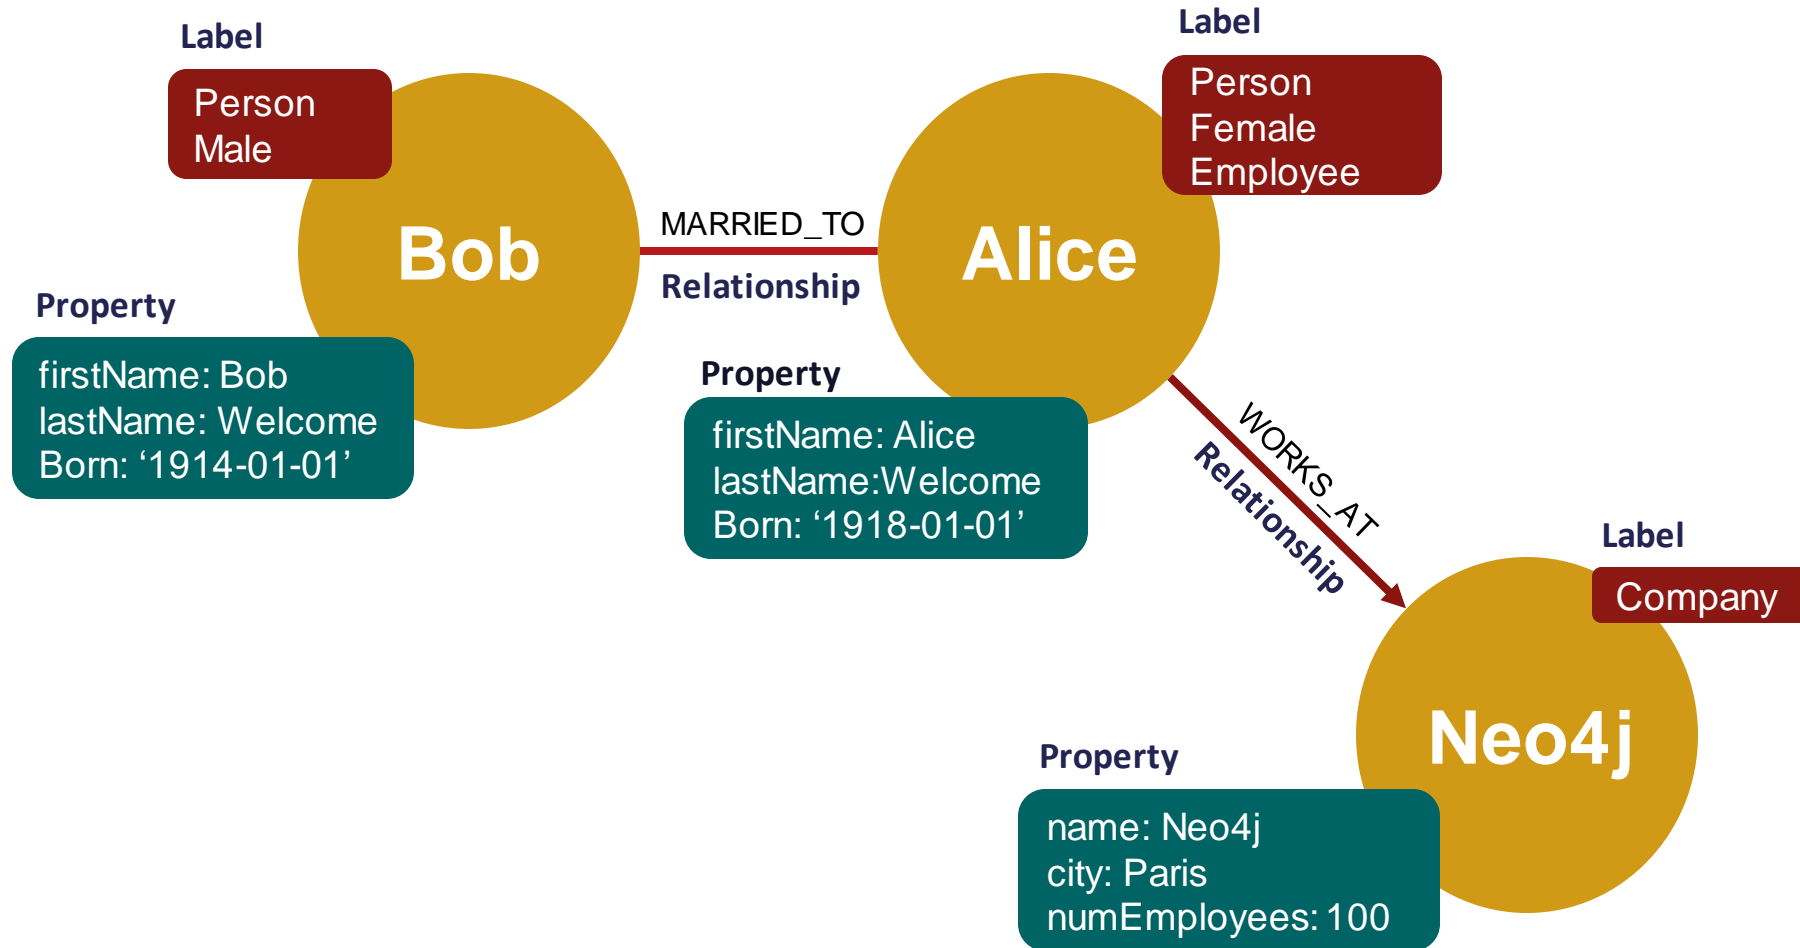 Label
Person
Male
Bob
Property
firstName: Bob
lastName: Welcome
Born: ‘1914-01-01’
MARRIED_TO
Relationship
Label
Person
Female
Employee
Alice
Property
firstName: Alice
lastName:Welcome
Born: ‘1918-01-01’
WORKS_AT
Relationship
Label
Company
Neo4j
Property
name: Neo4j
city: Paris
numEmployees: 100